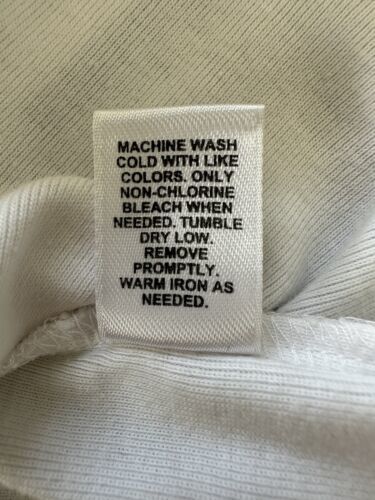 MACHINE WASH
COLD WITH LIKE
COLORS. ONLY
NON-CHLORINE
BLEACH WHEN
NEEDED. TUMBLE
DRY LOW.
REMOVE
PROMPTLY.
WARM IRON AS
NEEDED.